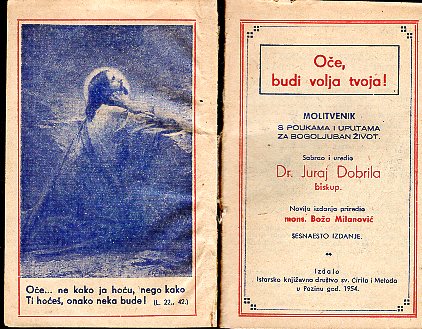 Oče... ne kako ja hoću, nego kako
Ti hoćeš, onako neka bude! (L. 22., 42.)
Oče,
budi volja tvoja!
MOLITVENIK
S POUKAMA I UPUTAMA
ZA BOGOLJUBAN ŽIVOT.
Sabrao i uredio
Dr. Juraj Dobrila
biskup.
Novija izdanja priredio
mons. Božo Milanović
ŠESNAESTO IZDANJE.
Izdalo
Istarsko književno društvo sv. Ćirila i Metoda
u Pazinu god. 1954.